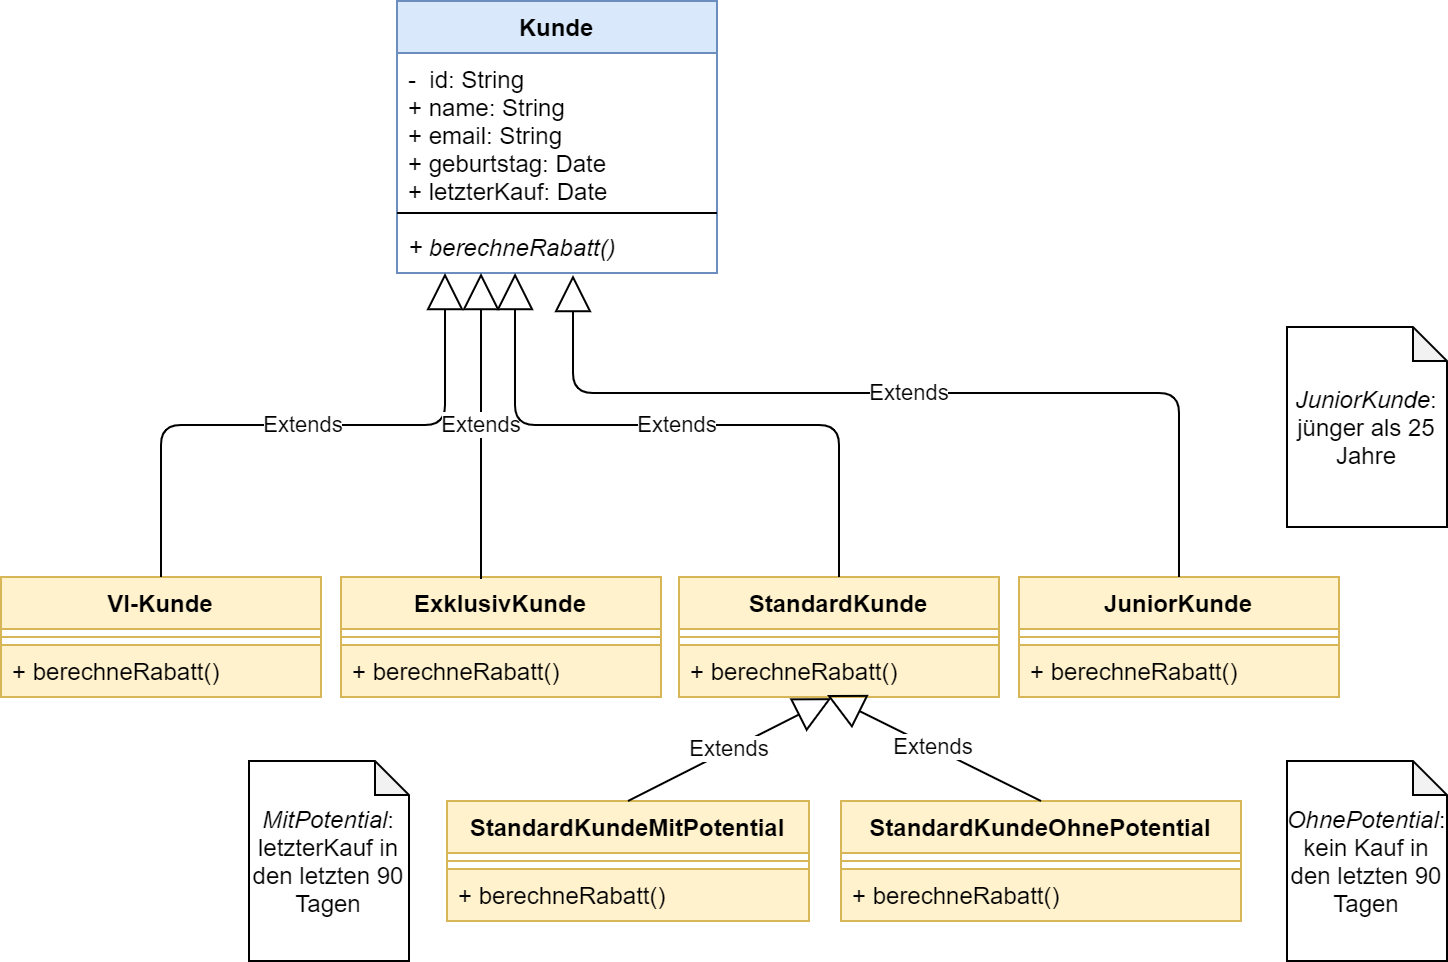 Kunde
- id: String
+ name: String
+ email: String
+ geburtstag: Date
+ letzterKauf: Date
+ berechneRabatt()
Extends
Extends
Extends
Extends
JuniorKunde:
jünger als 25
Jahre
VI-Kunde
+ berechneRabatt()
ExklusivKunde
+ berechneRabatt()
StandardKunde
+ berechneRabatt()
JuniorKunde
+ berechneRabatt()
Extends
Extends
MitPotential:
letzterKauf in
den letzten 90
Tagen
StandardKundeMitPotential
+ berechneRabatt()
StandardKundeOhnePotential
+ berechneRabatt()
OhnePotential:
kein Kauf in
den letzten 90
Tagen